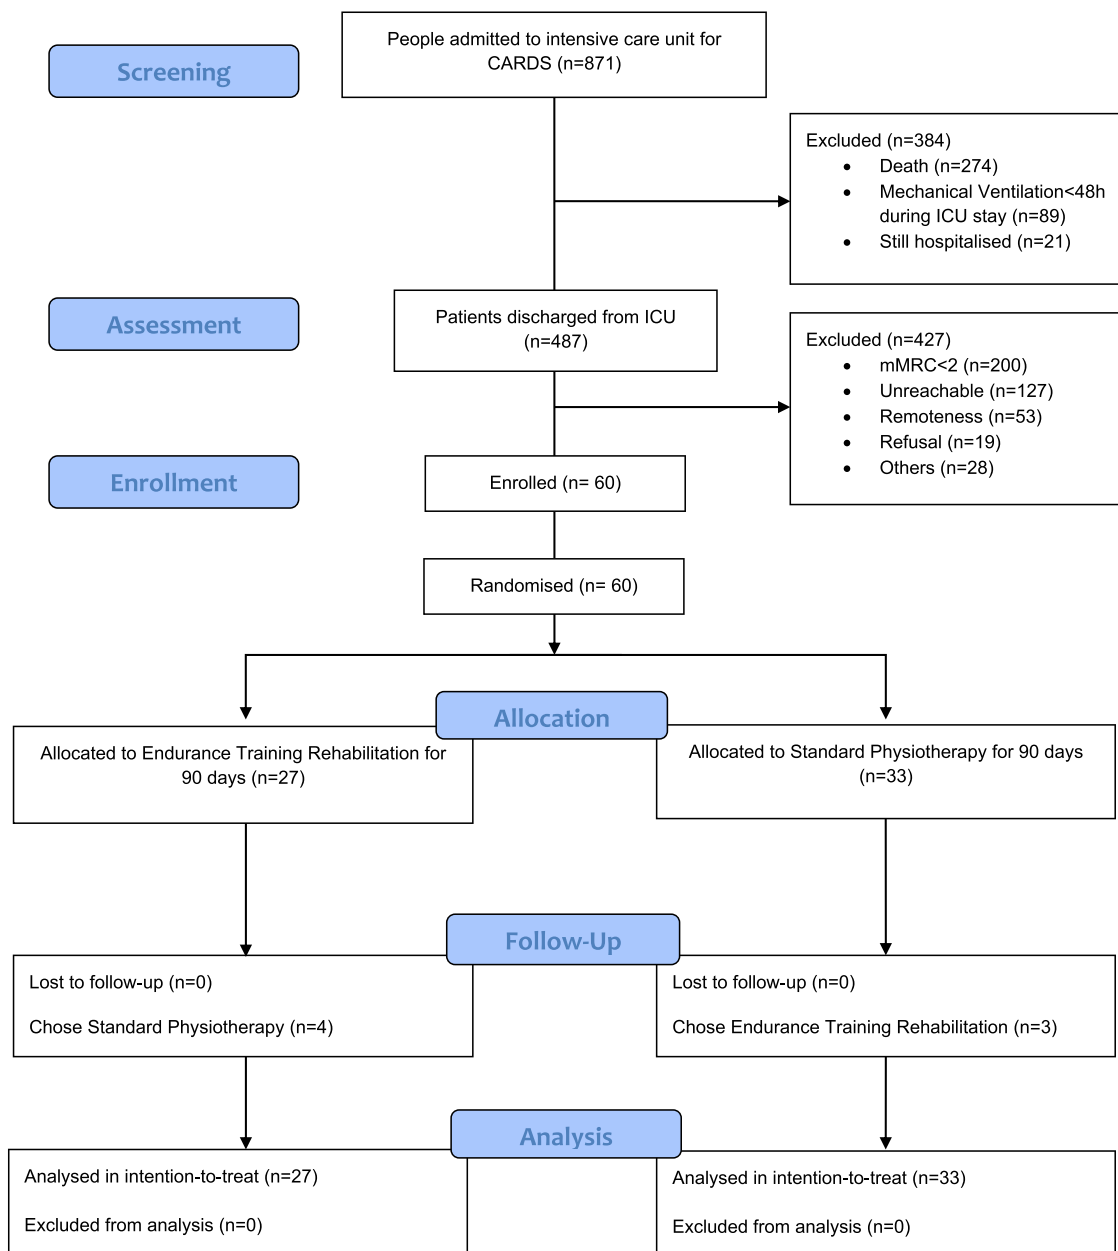 People admitted to intensive care unit for
CARDS (n=871)
Screening
Excluded (n=384)
• Death (n=274)
• Mechanical Ventilation<48h
during ICU stay (n=89)
• Still hospitalised (n=21)
Assessment
Patients discharged from ICU
(n=487)
Excluded (n=427)
• mMRC<2 (n=200)
• Unreachable (n=127)
• Remoteness (n=53)
• Refusal (n=19)
• Others (n=28)
Enrollment
Enrolled (n= 60)
Randomised (n= 60)
Allocation
Allocated to Endurance Training Rehabilitation for
90 days (n=27)
Allocated to Standard Physiotherapy for 90 days
(n=33)
Follow-Up
Lost to follow-up (n=0)
Chose Standard Physiotherapy (n=4)
Lost to follow-up (n=0)
Chose Endurance Training Rehabilitation (n=3)
Analysis
Analysed in intention-to-treat (n=27)
Excluded from analysis (n=0)
Analysed in intention-to-treat (n=33)
Excluded from analysis (n=0)